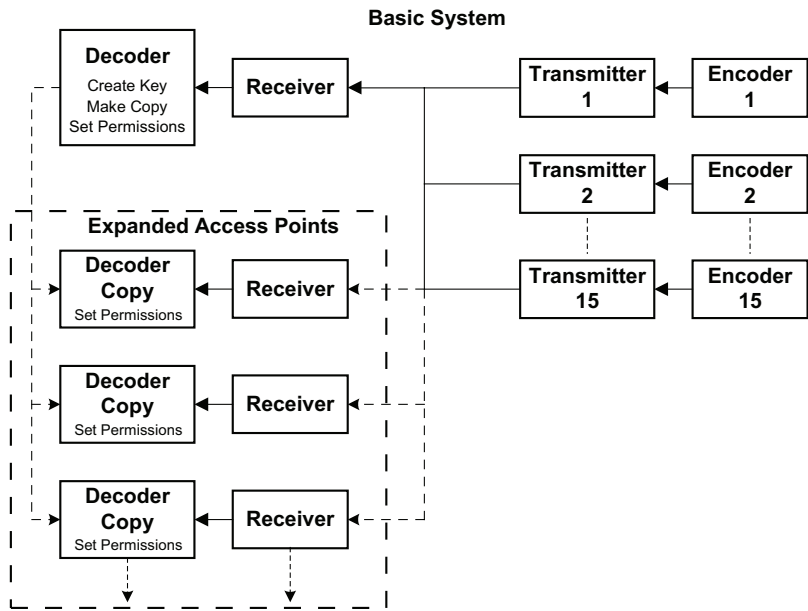 Basic System
Decoder
Create Key
Make Copy
Set Permissions
Receiver
Transmitter
1
Encoder
1
Transmitter
2
Encoder
2
Transmitter
15
Encoder
15
Expanded Access Points
Decoder
Copy
Set Permissions
Receiver
Decoder
Copy
Set Permissions
Receiver
Decoder
Copy
Set Permissions
Receiver